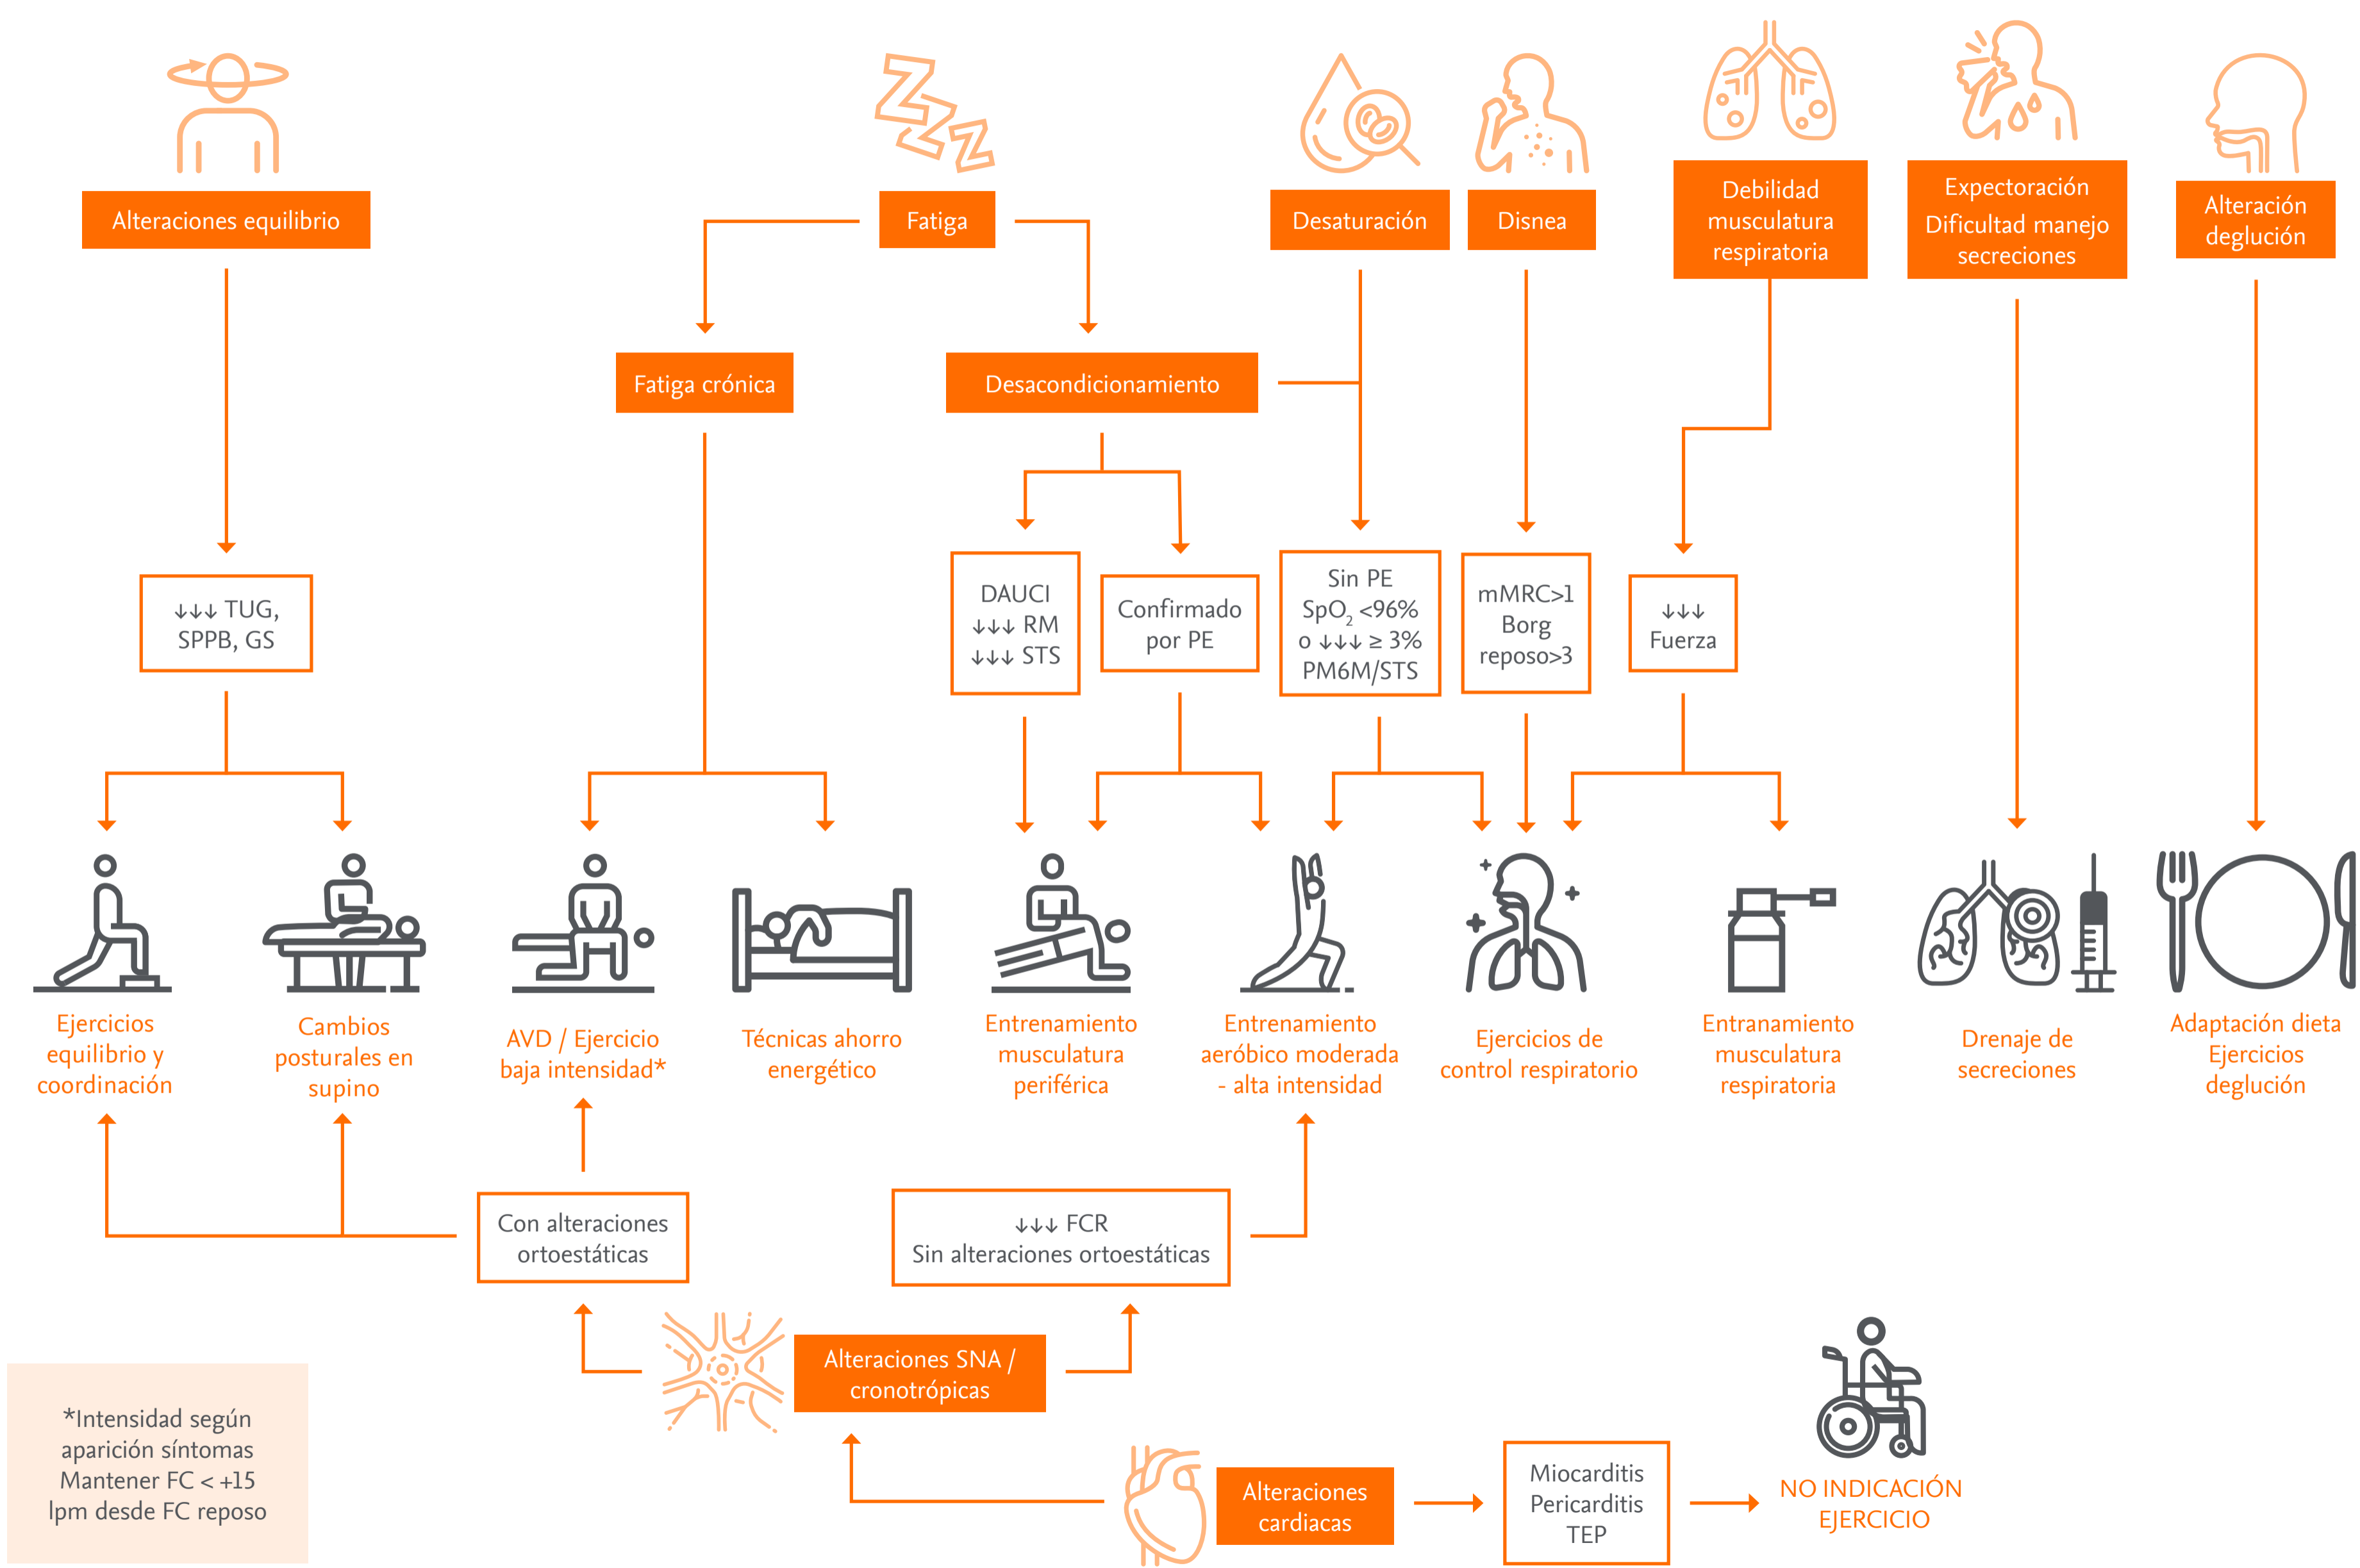 Alteraciones equilibrio
Fatiga
Desaturación
Disnea
Debilidad
musculatura
respiratoria
Expectoración
Dificultad manejo
secreciones
Alteración
deglución
Fatiga crónica
Desacondicionamiento
↓↓↓ TUG,
SPPB, GS
DAUCI
↓↓↓ RM
↓↓↓ STS
Confirmado
por PE
Sin PE
SpO₂ <96%
o ↓↓↓ ≥ 3%
PM6M/STS
mMRC>1
Borg
reposo>3
↓↓↓
Fuerza
Ejercicios
equilibrio y
coordinación
Cambios
posturales en
supino
AVD / Ejercicio
baja intensidad*
Técnicas ahorro
energético
Entrenamiento
musculatura
periférica
Entrenamiento
aeróbico moderada
- alta intensidad
Ejercicios de
control respiratorio
Entranamiento
musculatura
respiratoria
Drenaje de
secreciones
Adaptación dieta
Ejercicios
deglución
Con alteraciones
ortoestáticas
↓↓↓ FCR
Sin alteraciones ortoestáticas
Alteraciones SNA /
cronotrópicas
*Intensidad según
aparición síntomas
Mantener FC < +15
lpm desde FC reposo
Alteraciones
cardiacas
Miocarditis
Pericarditis
TEP
NO INDICACIÓN
EJERCICIO